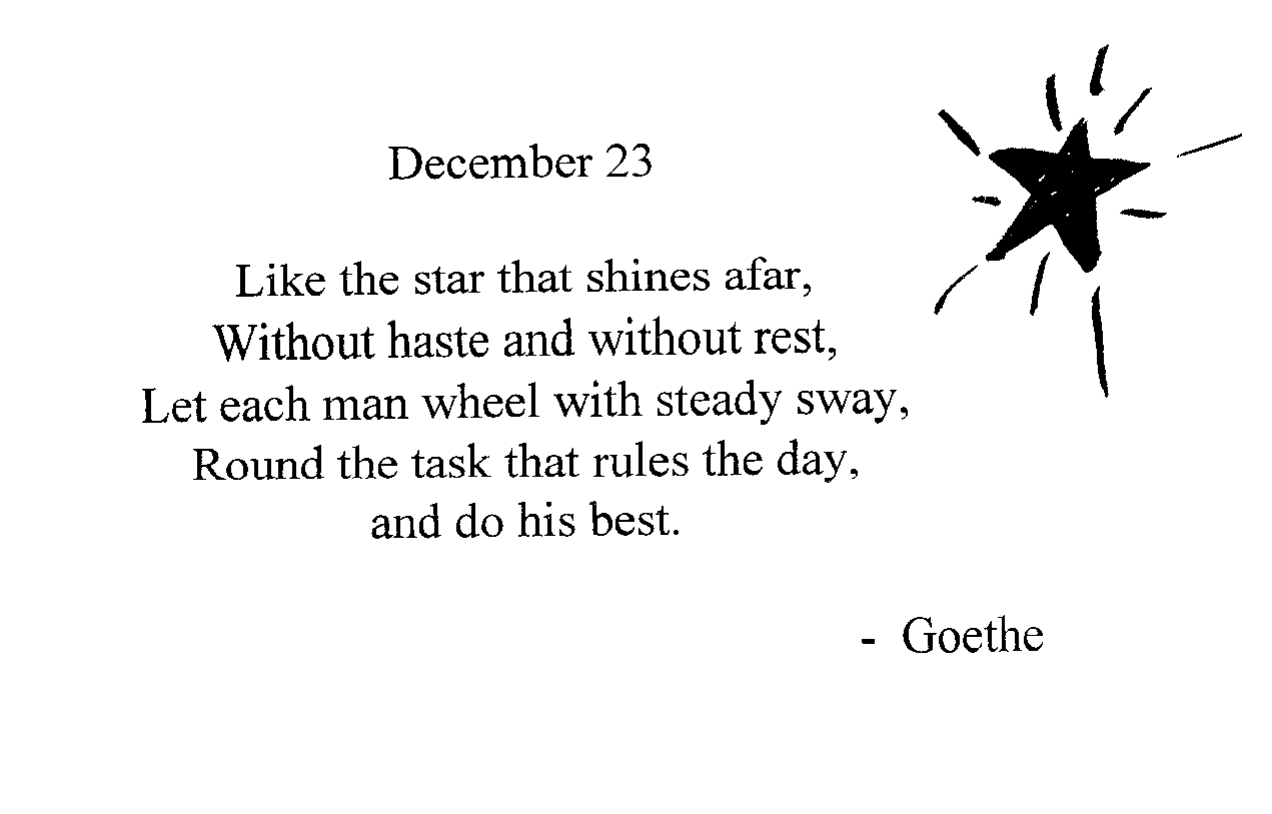 December 23
Like the star that shines afar,
Without haste and without rest,
Let each man wheel with steady sway,
Round the task that rules the day,
and do his best.
- Goethe